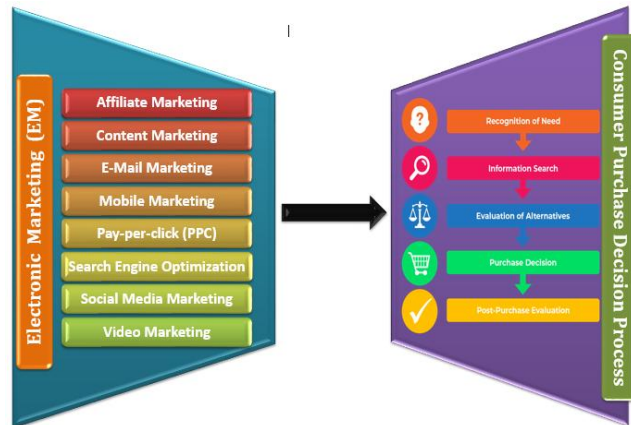 Electronic Marketing (EM)
Affiliate Marketing
Content Marketing
E-Mail Marketing
Mobile Marketing
Pay-per-click (PPC)
Search Engine Optimization
Social Media Marketing
Video Marketing
?
Recognition of Need
Information Search
Evaluation of Alternatives
Purchase Decision
Post-Purchase Evaluation
Consumer Purchase Decision Process